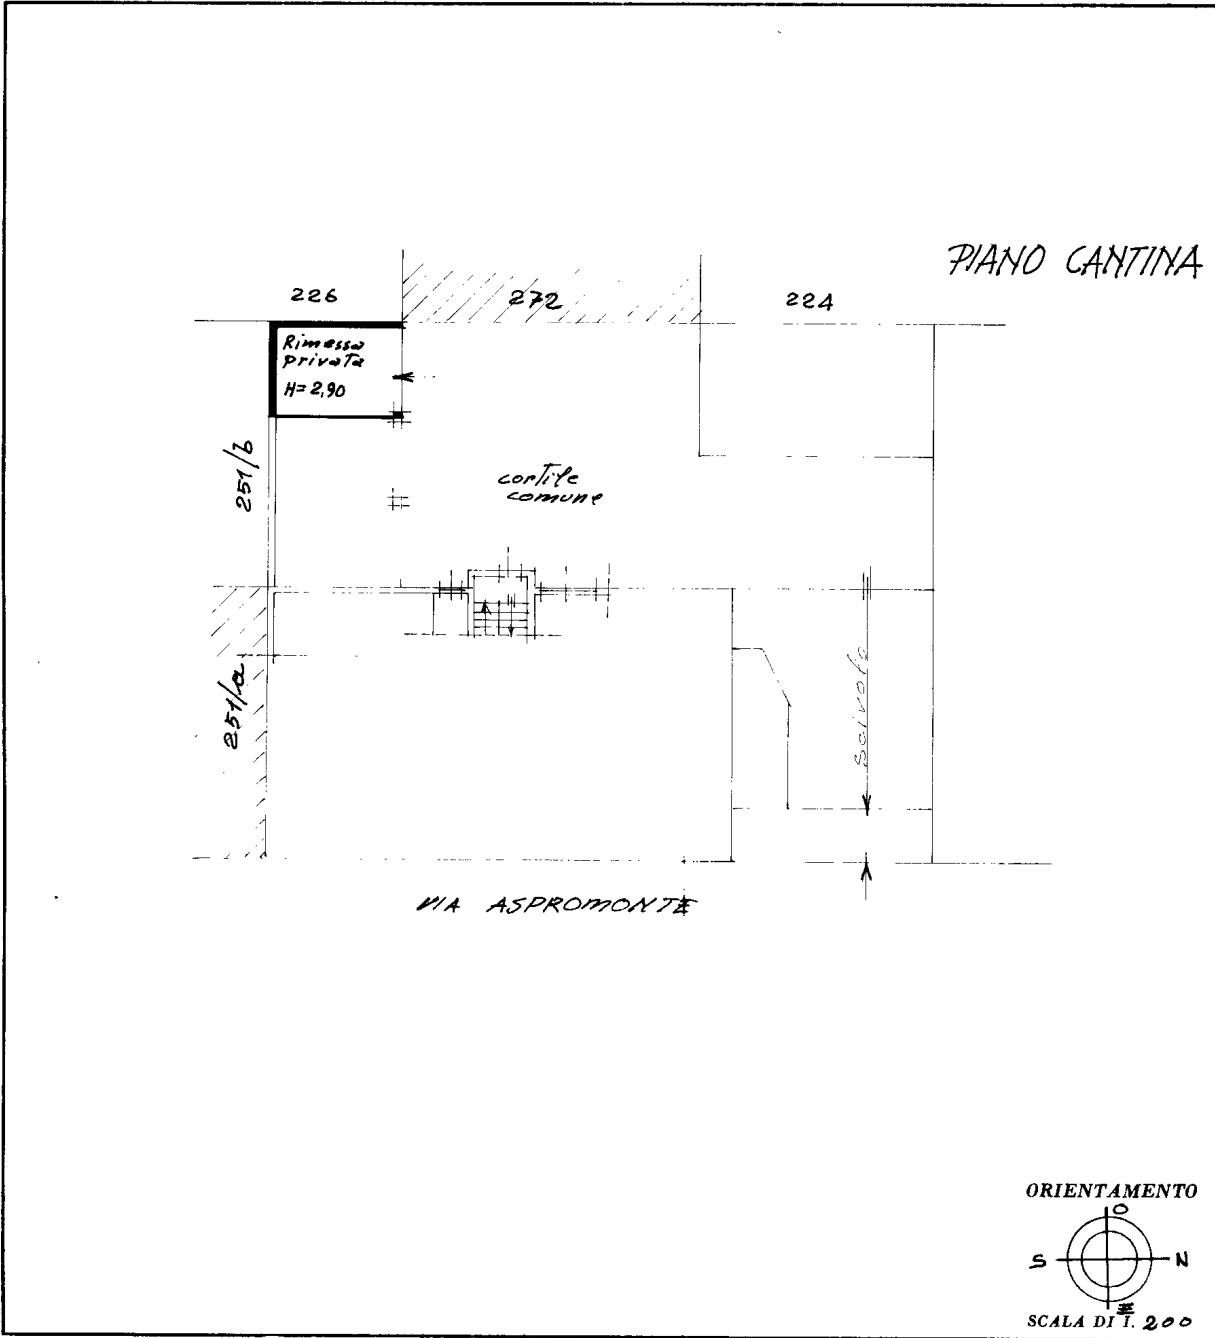 PIANO CANTINA
226
272
224
Rimessa
privata
H=2,90
251/b
cortile
comune
251/a
scivolo
VIA ASPROMONTE
ORIENTAMENTO
O
S
N
E
SCALA DI 1. 200